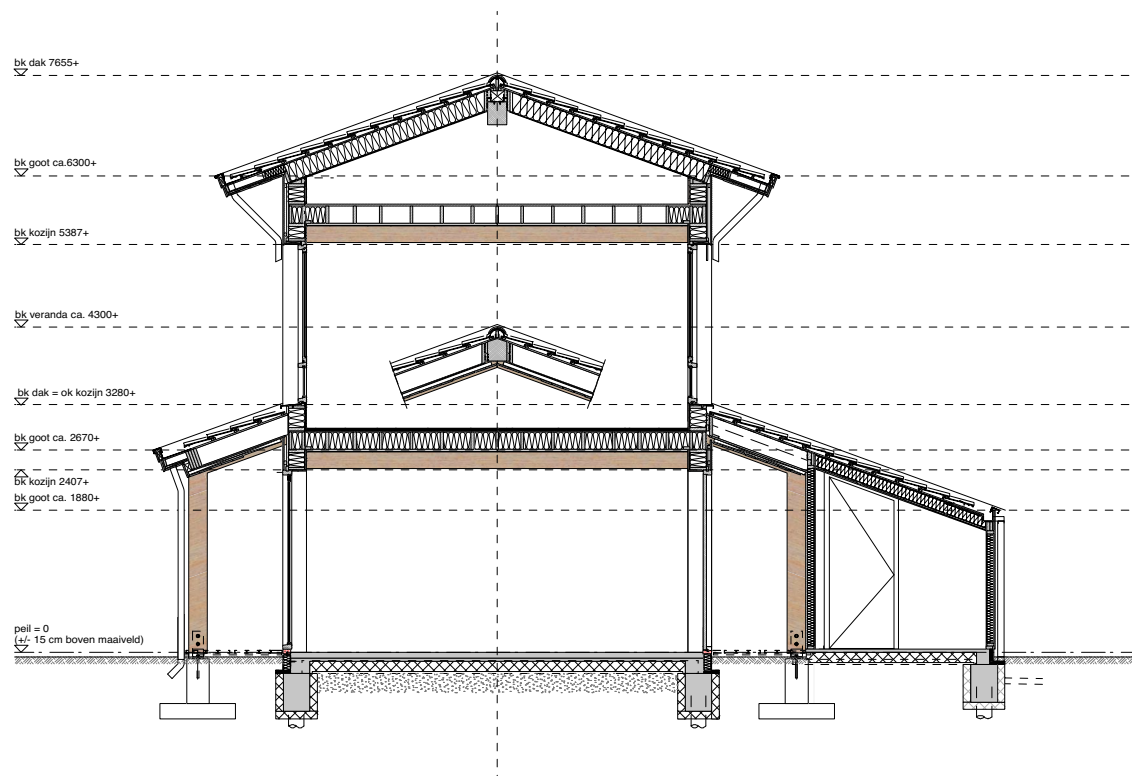 bk dak 7655+
bk goot ca.6300+
bk kozijn 5387+
bk veranda ca. 4300+
bk dak = ok kozijn 3280+
bk goot ca. 2670+
bk kozijn 2407+
bk goot ca. 1880+
peil = 0
(+/- 15 cm boven maaiveld)